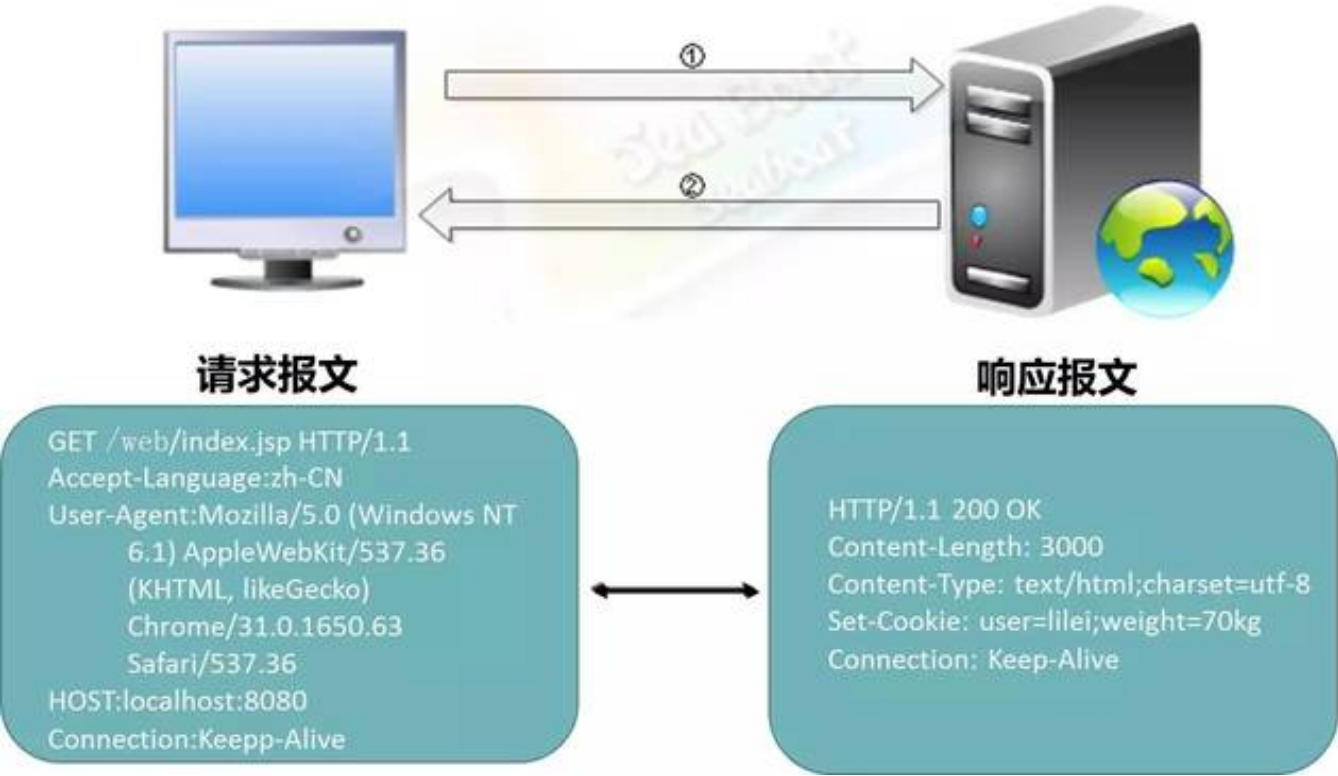 ①
Sea Boat
seaboat
②
请求报文
响应报文
GET /web/index.jsp HTTP/1.1
Accept-Language:zh-CN
User-Agent:Mozilla/5.0 (Windows NT
6.1) AppleWebKit/537.36
(KHTML, likeGecko)
Chrome/31.0.1650.63
Safari/537.36
HOST:localhost:8080
Connection:Keepp-Alive
HTTP/1.1 200 OK
Content-Length: 3000
Content-Type: text/html;charset=utf-8
Set-Cookie: user=lilei;weight=70kg
Connection: Keep-Alive